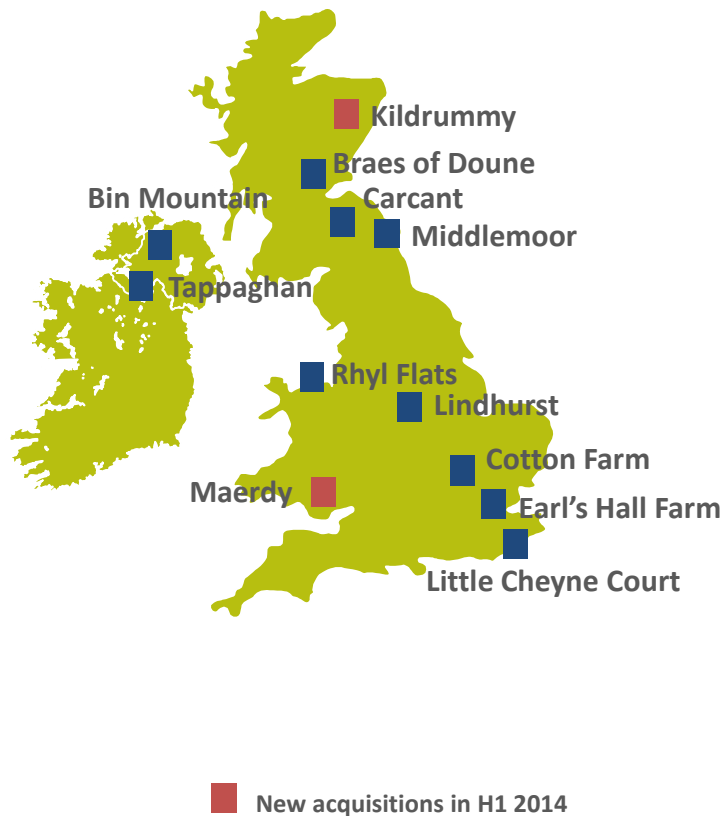 Kildrummy
Braes of Doune
Bin Mountain
Carcant
Middlemoor
Tappaghan
Rhyl Flats
Lindhurst
Cotton Farm
Maerdy
Earl’s Hall Farm
Little Cheyne Court
New acquisitions in H1 2014